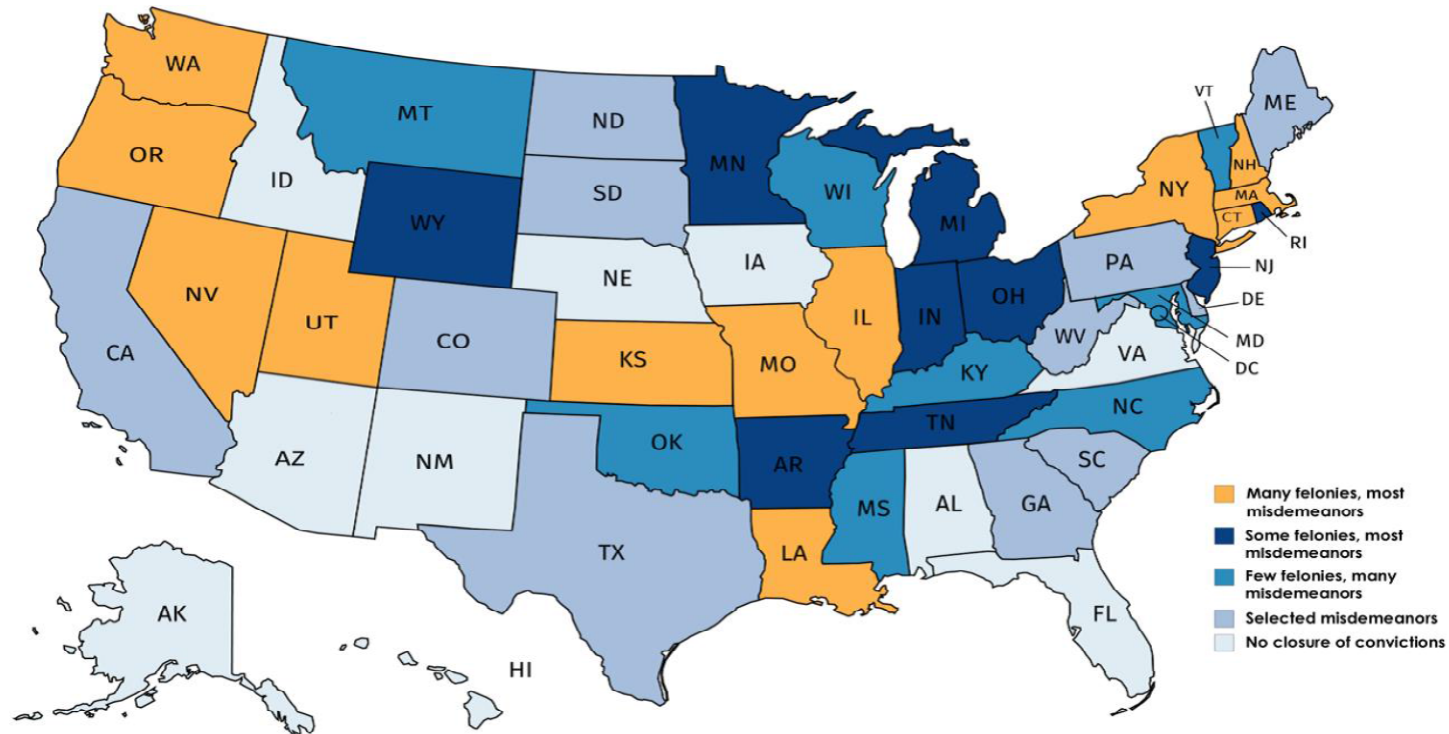 WA
MT
ND
MN
VT
ME
OR
ID
SD
WI
NH
NY
MA
WY
MI
CT
RI
IA
PA
NJ
NE
NV
OH
IL
IN
DE
UT
CO
WV
MD
CA
KS
MO
VA
DC
KY
NC
TN
OK
AZ
NM
AR
SC
MS
AL
GA
Many felonies, most
misdemeanors
Some felonies, most
misdemeanors
TX
LA
Few felonies, many
misdemeanors
AK
FL
Selected misdemeanors
No closure of convictions
HI